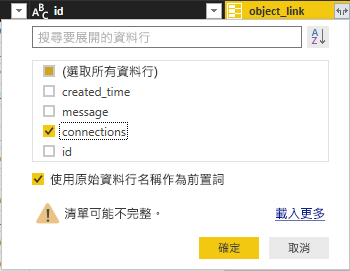 ABC id object_link
搜尋要展開的資料行
AZ
(選取所有資料行)
created_time
message
connections
id
使用原始資料行名稱作為前置詞
清單可能不完整。 載入更多
確定 取消